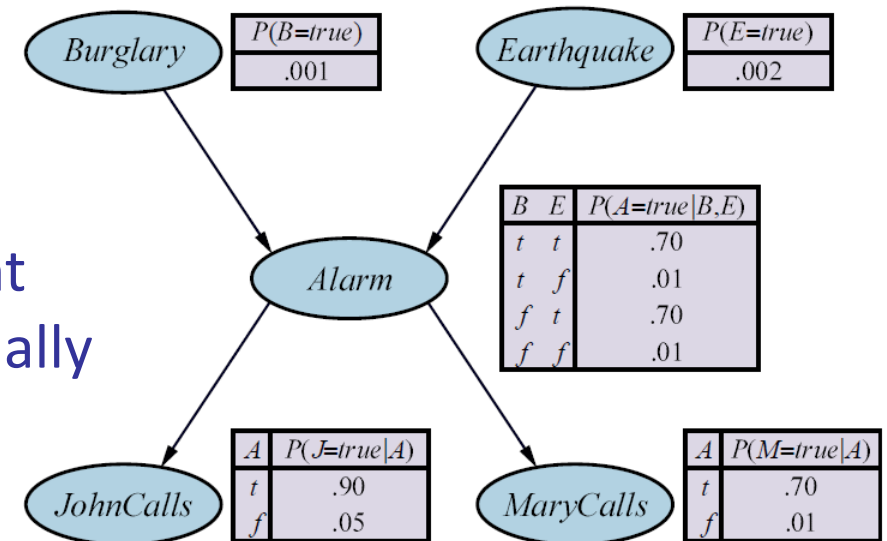 Burglary
P(B=true)
.001
Earthquake
P(E=true)
.002
B E P(A=true|B,E)
t t .70
t f .01
f t .70
f f .01
Alarm
t
ally
A P(J=true|A)
t .90
f .05
JohnCalls
A P(M=true|A)
t .70
f .01
MaryCalls